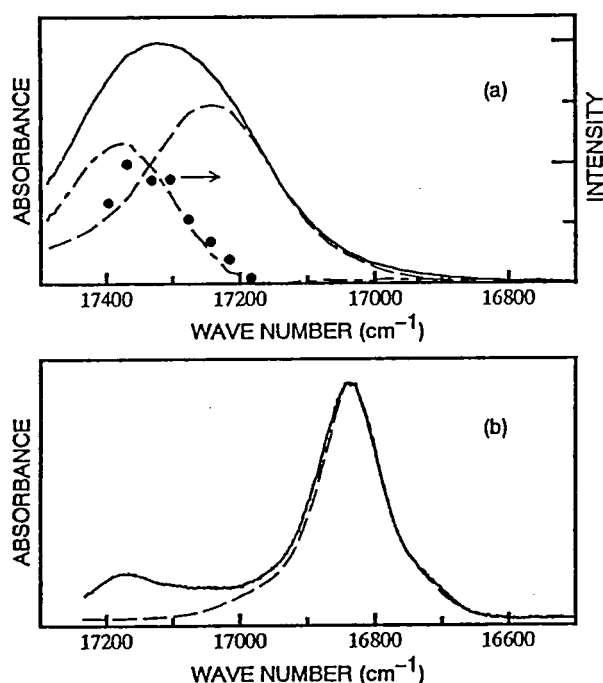 ABSORBANCE
(a)
INTENSITY
17400 17200 17000 16800
WAVE NUMBER (cm⁻¹)
ABSORBANCE
(b)
17200 17000 16800 16600
WAVE NUMBER (cm⁻¹)